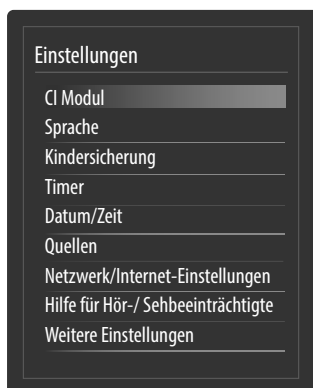 Einstellungen
CI Modul
Sprache
Kindersicherung
Timer
Datum/Zeit
Quellen
Netzwerk/Internet-Einstellungen
Hilfe für Hör-/ Sehbeeinträchtigte
Weitere Einstellungen